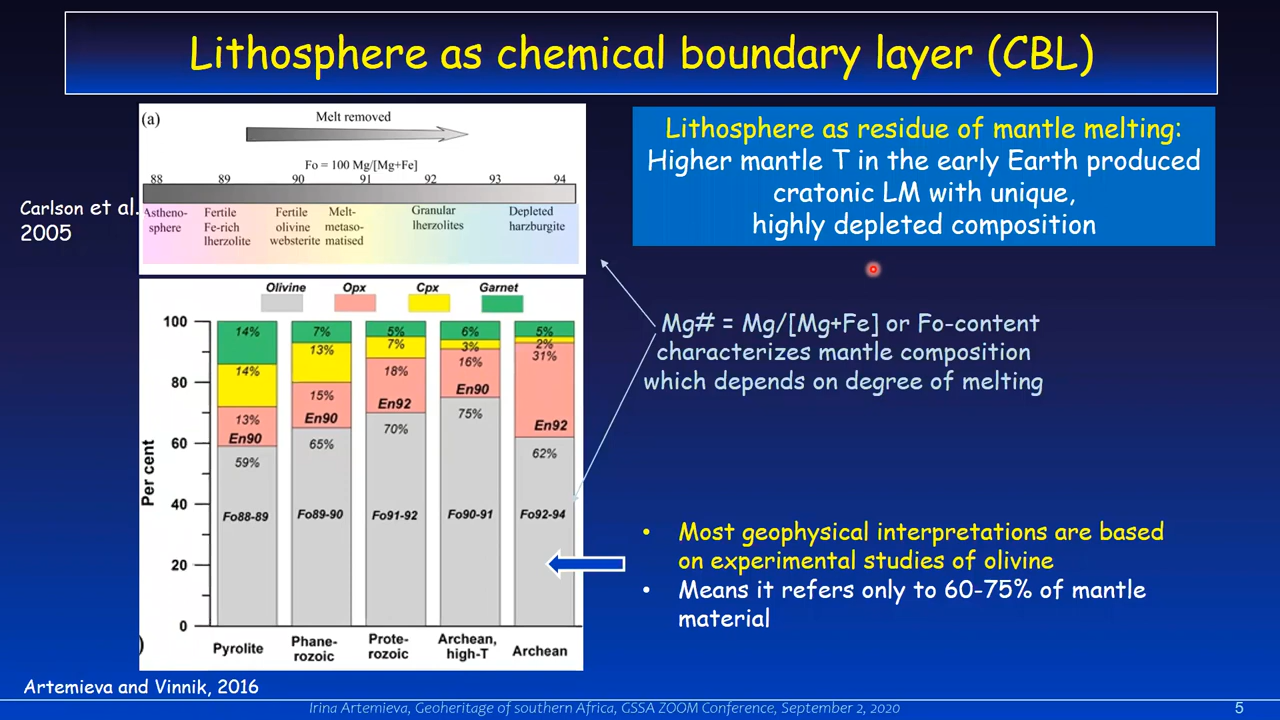 Lithosphere as chemical boundary layer (CBL)
(a)
Melt removed
Fo = 100 Mg/[Mg+Fe]
88 89 90 91 92 93 94
Astheno-
sphere
Fertile
Fe-rich
lherzolite
Fertile
olivine
websterite
Melt-
metaso-
matised
Granular
lherzolites
Depleted
harzburgite
Carlson et al.
2005
Lithosphere as residue of mantle melting:
Higher mantle T in the early Earth produced
cratonic LM with unique,
highly depleted composition
Mg# = Mg/[Mg+Fe] or Fo-content
characterizes mantle composition
which depends on degree of melting
Olivine Opx Cpx Garnet
Per cent
100
80
60
40
20
0
14%
14%
13%
En90
59%
Fo88-89
Pyrolite
7%
13%
15%
En90
65%
Fo89-90
Phane-
rozoic
5%
7%
18%
En92
70%
Fo91-92
Prote-
rozoic
6%
3%
16%
En90
75%
Fo90-91
Archean,
high-T
5%
2%
31%
En92
62%
Fo92-94
Archean
)
• Most geophysical interpretations are based
on experimental studies of olivine
• Means it refers only to 60-75% of mantle
material
Artemieva and Vinnik, 2016
Irina Artemieva, Geoheritage of southern Africa, GSSA ZOOM Conference, September 2, 2020
5